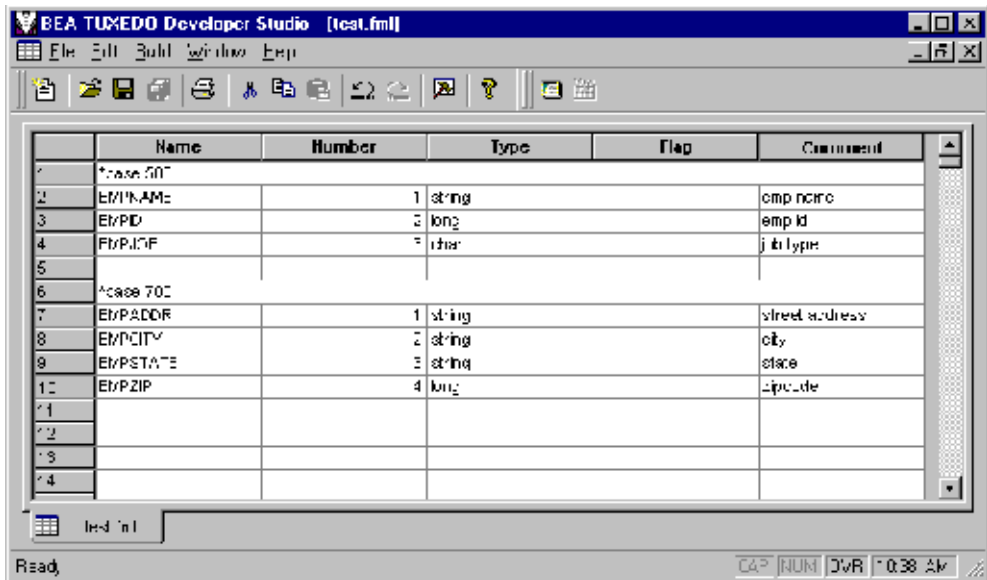 BEA TUXEDO Developer Studio [test.fml]
File Edit Build Window Help
Name Number Type Flag Comment
1 *base 500
2 EMPNAME 1 string emp name
3 EMPID 2 long emp id
4 EMPJOB 3 char job type
5
6 *base 700
7 EMPADDR 1 string street address
8 EMPCITY 2 string city
9 EMPSTATE 3 string state
10 EMPZIP 4 long zipcode
11
12
13
14
test.fml
Ready CAP NUM OVR 10:38 AM